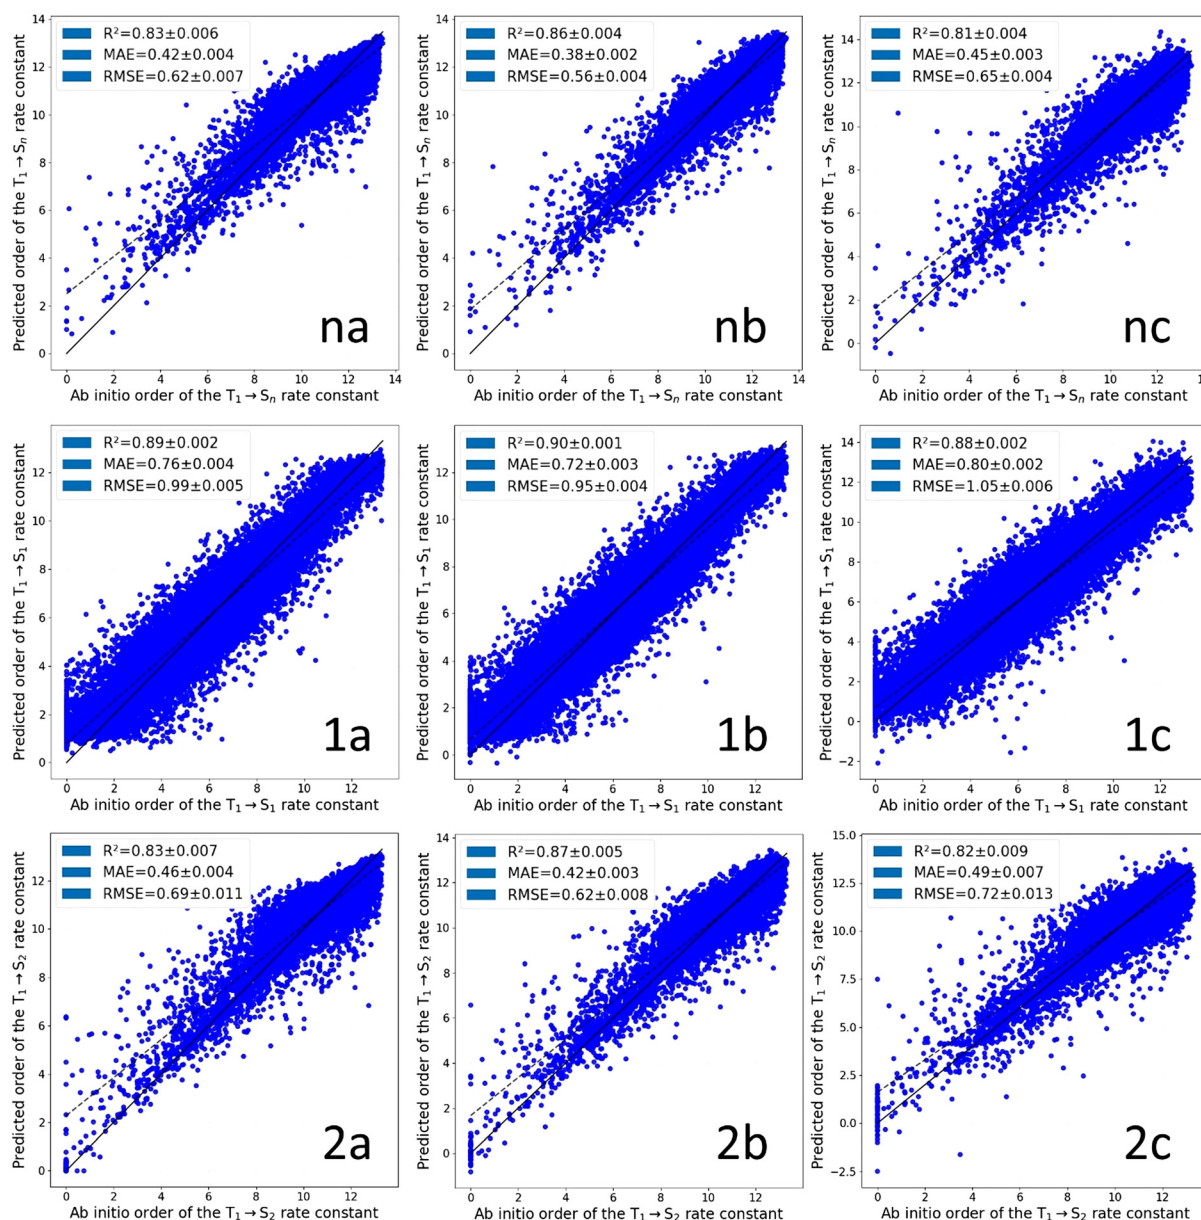 R²=0.83±0.006
MAE=0.42±0.004
RMSE=0.62±0.007
Predicted order of the T₁→Sₙ rate constant
14
12
10
8
6
4
2
0
na
0 2 4 6 8 10 12 14
Ab initio order of the T₁→Sₙ rate constant
R²=0.86±0.004
MAE=0.38±0.002
RMSE=0.56±0.004
Predicted order of the T₁→Sₙ rate constant
14
12
10
8
6
4
2
0
nb
0 2 4 6 8 10 12 14
Ab initio order of the T₁→Sₙ rate constant
R²=0.81±0.004
MAE=0.45±0.003
RMSE=0.65±0.004
Predicted order of the T₁→Sₙ rate constant
14
12
10
8
6
4
2
0
nc
0 2 4 6 8 10 12
Ab initio order of the T₁→Sₙ rate constant
R²=0.89±0.002
MAE=0.76±0.004
RMSE=0.99±0.005
Predicted order of the T₁→S₁ rate constant
12
10
8
6
4
2
0
1a
0 2 4 6 8 10 12
Ab initio order of the T₁→S₁ rate constant
R²=0.90±0.001
MAE=0.72±0.003
RMSE=0.95±0.004
Predicted order of the T₁→S₁ rate constant
12
10
8
6
4
2
0
1b
0 2 4 6 8 10 12
Ab initio order of the T₁→S₁ rate constant
R²=0.88±0.002
MAE=0.80±0.002
RMSE=1.05±0.006
Predicted order of the T₁→S₁ rate constant
14
12
10
8
6
4
2
0
−2
1c
0 2 4 6 8 10 12
Ab initio order of the T₁→S₁ rate constant
R²=0.83±0.007
MAE=0.46±0.004
RMSE=0.69±0.011
Predicted order of the T₁→S₂ rate constant
12
10
8
6
4
2
0
2a
0 2 4 6 8 10 12
Ab initio order of the T₁→S₂ rate constant
R²=0.87±0.005
MAE=0.42±0.003
RMSE=0.62±0.008
Predicted order of the T₁→S₂ rate constant
14
12
10
8
6
4
2
0
2b
0 2 4 6 8 10 12
Ab initio order of the T₁→S₂ rate constant
R²=0.82±0.009
MAE=0.49±0.007
RMSE=0.72±0.013
Predicted order of the T₁→S₂ rate constant
15.0
12.5
10.0
7.5
5.0
2.5
0.0
−2.5
2c
0 2 4 6 8 10 12
Ab initio order of the T₁→S₂ rate constant